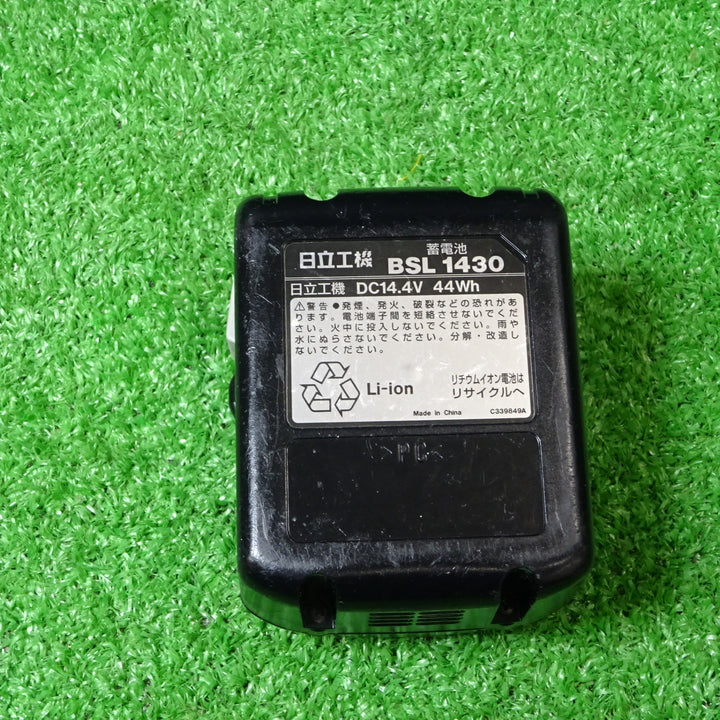 蓄電池
日立工機 BSL 1430
日立工機 DC14.4V 44Wh
⚠警告 ●発煙、発火、破裂などの恐れがあ
ります。電池端子間を短絡させないでくだ
さい。火中に投入しないでください。雨や
水にぬらさないでください。分解・改造し
ないでください。
Li-ion
リチウムイオン電池は
リサイクルへ
Made in China
C339849A
>PC<